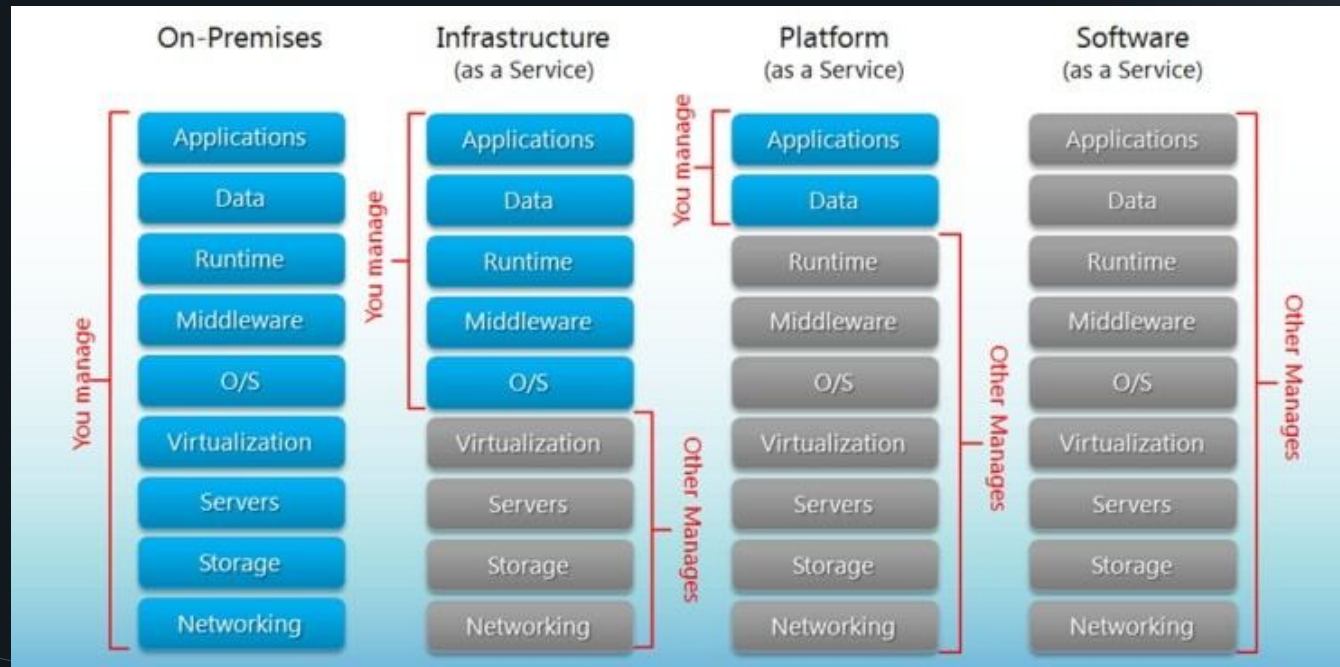 On-Premises
You manage
Applications
Data
Runtime
Middleware
O/S
Virtualization
Servers
Storage
Networking
Infrastructure
(as a Service)
You manage
Applications
Data
Runtime
Middleware
O/S
Virtualization
Servers
Storage
Networking
Other Manages
Platform
(as a Service)
You manage
Applications
Data
Runtime
Middleware
O/S
Virtualization
Servers
Storage
Networking
Other Manages
Software
(as a Service)
Applications
Data
Runtime
Middleware
O/S
Virtualization
Servers
Storage
Networking
Other Manages